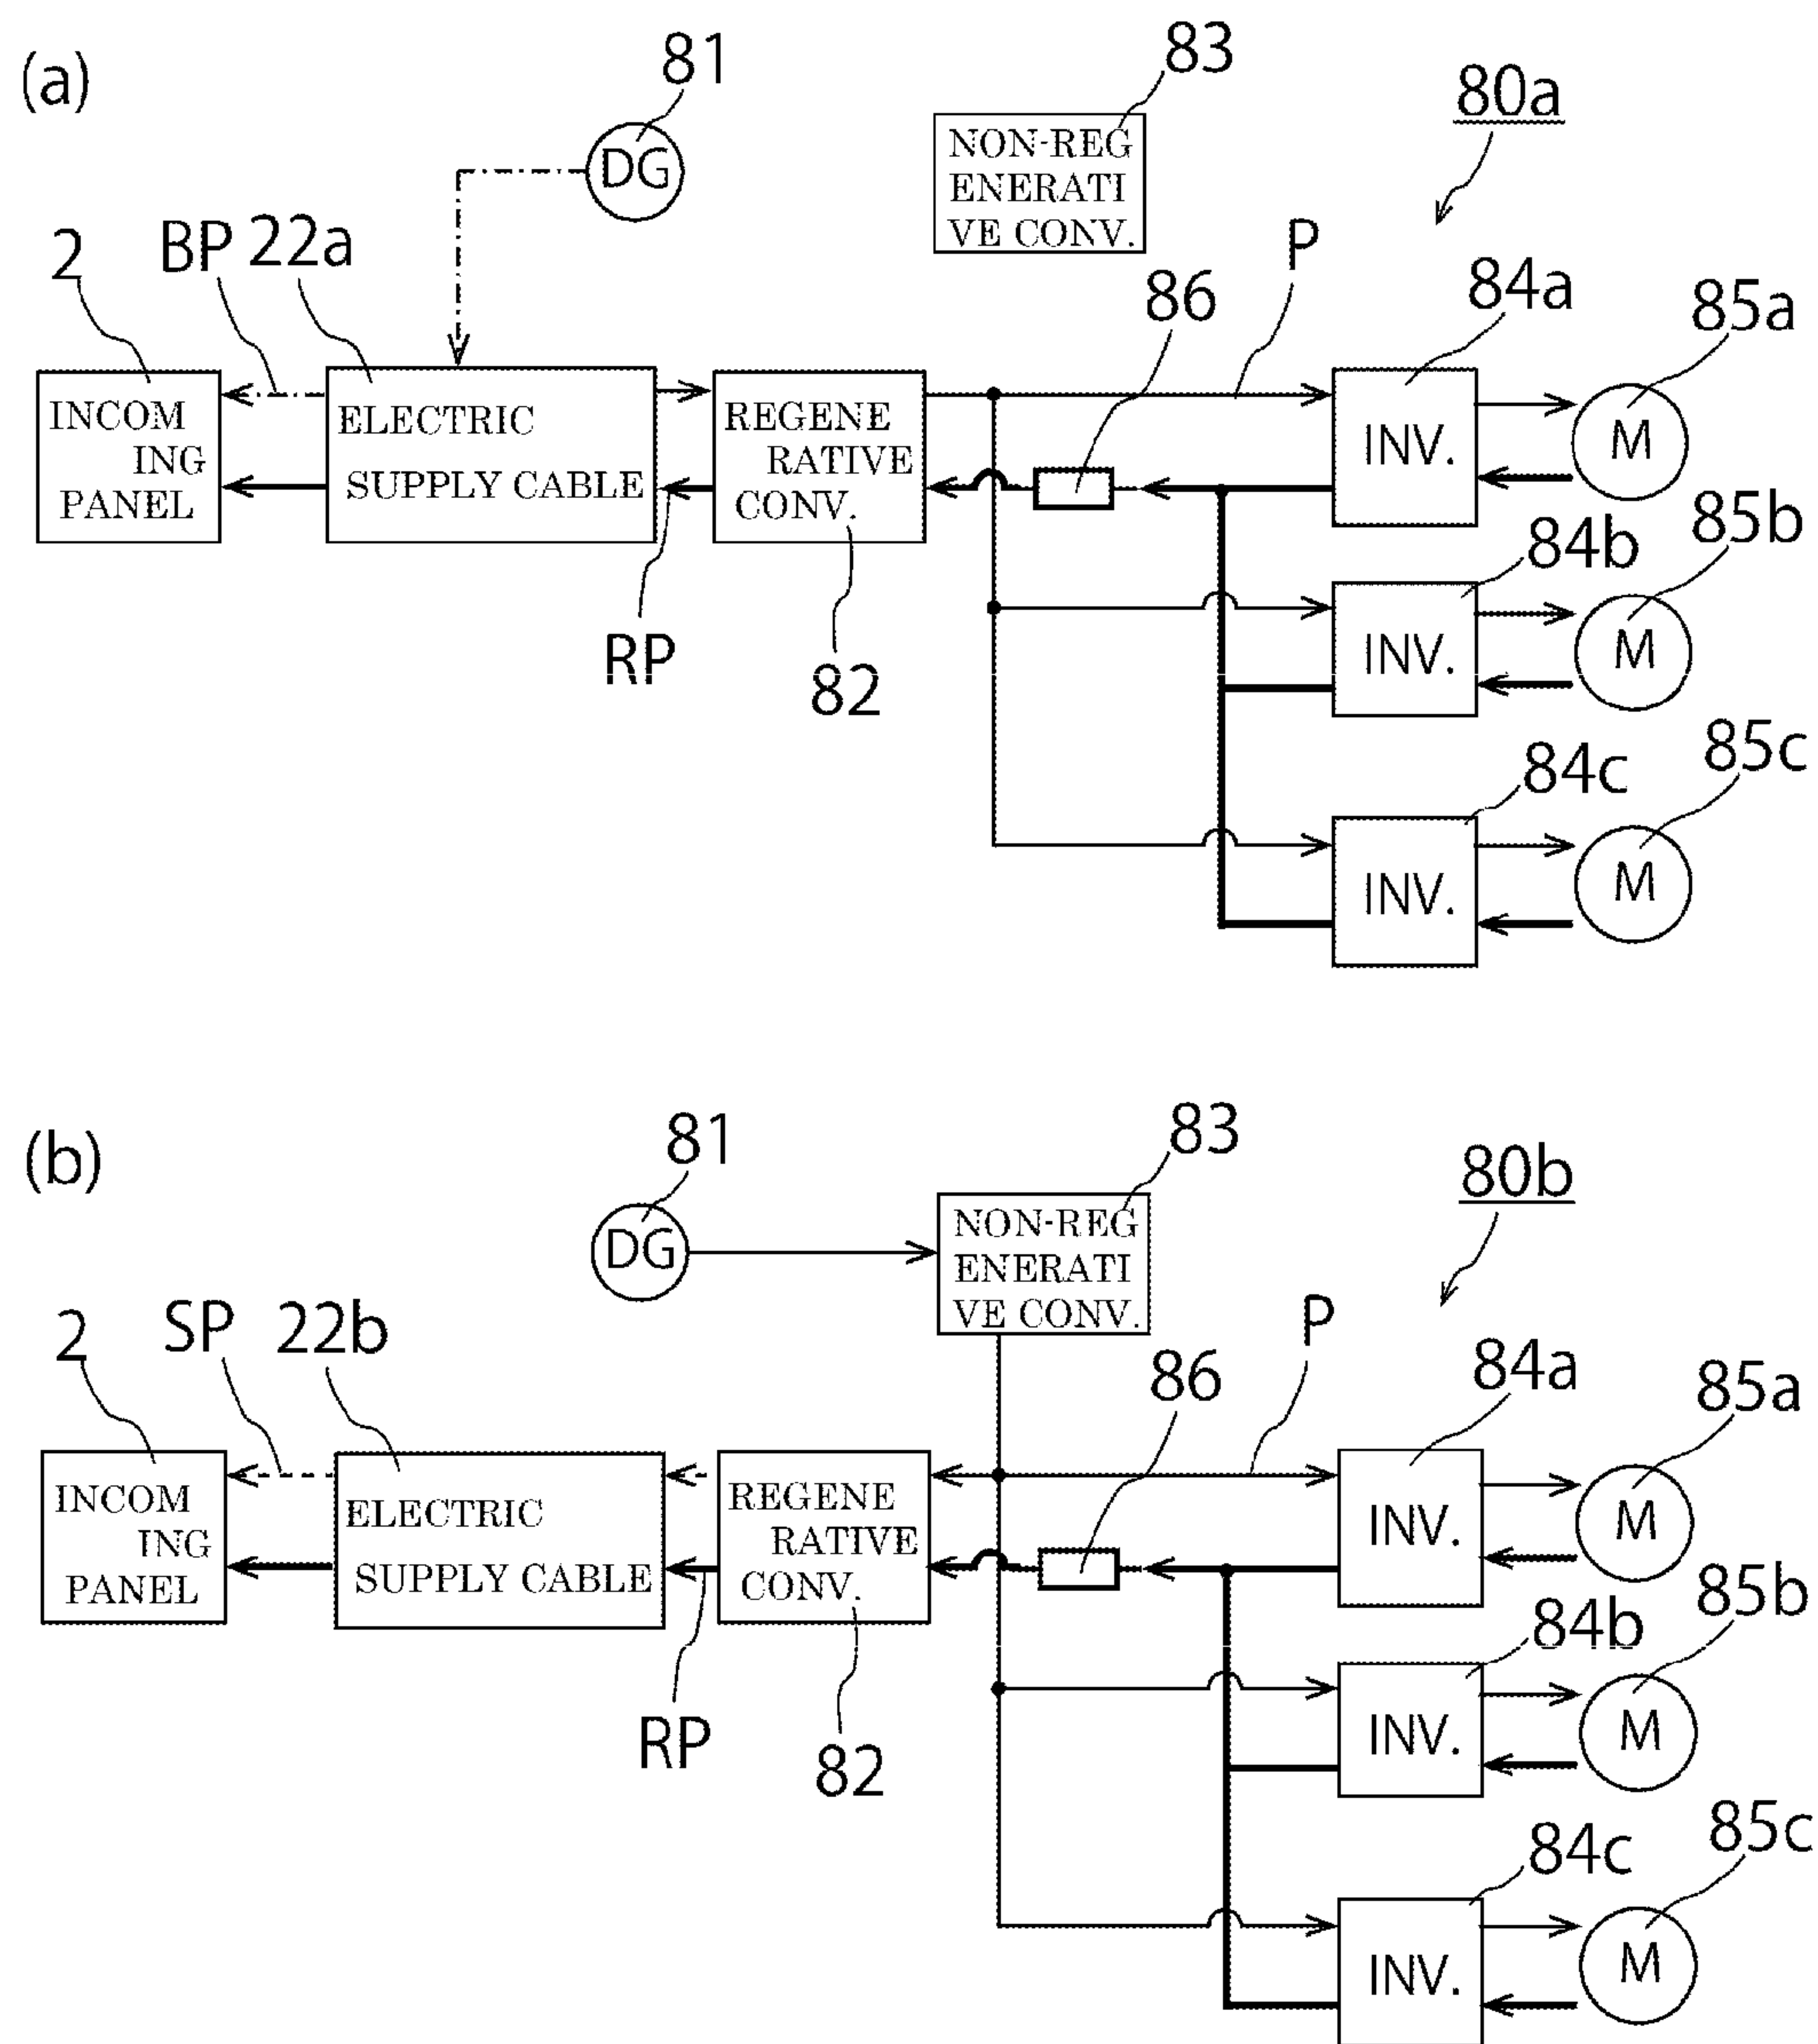 (a)
81
83
80a
DG
NON-REG
ENERATI
VE CONV.
2
BP
22a
P
84a
85a
86
INCOM
ING
PANEL
ELECTRIC
SUPPLY CABLE
REGENE
RATIVE
CONV.
INV.
M
RP
82
84b
85b
INV.
M
84c
85c
INV.
M
(b)
81
83
80b
DG
NON-REG
ENERATI
VE CONV.
2
SP
22b
P
84a
85a
86
INCOM
ING
PANEL
ELECTRIC
SUPPLY CABLE
REGENE
RATIVE
CONV.
INV.
M
RP
82
84b
85b
INV.
M
84c
85c
INV.
M